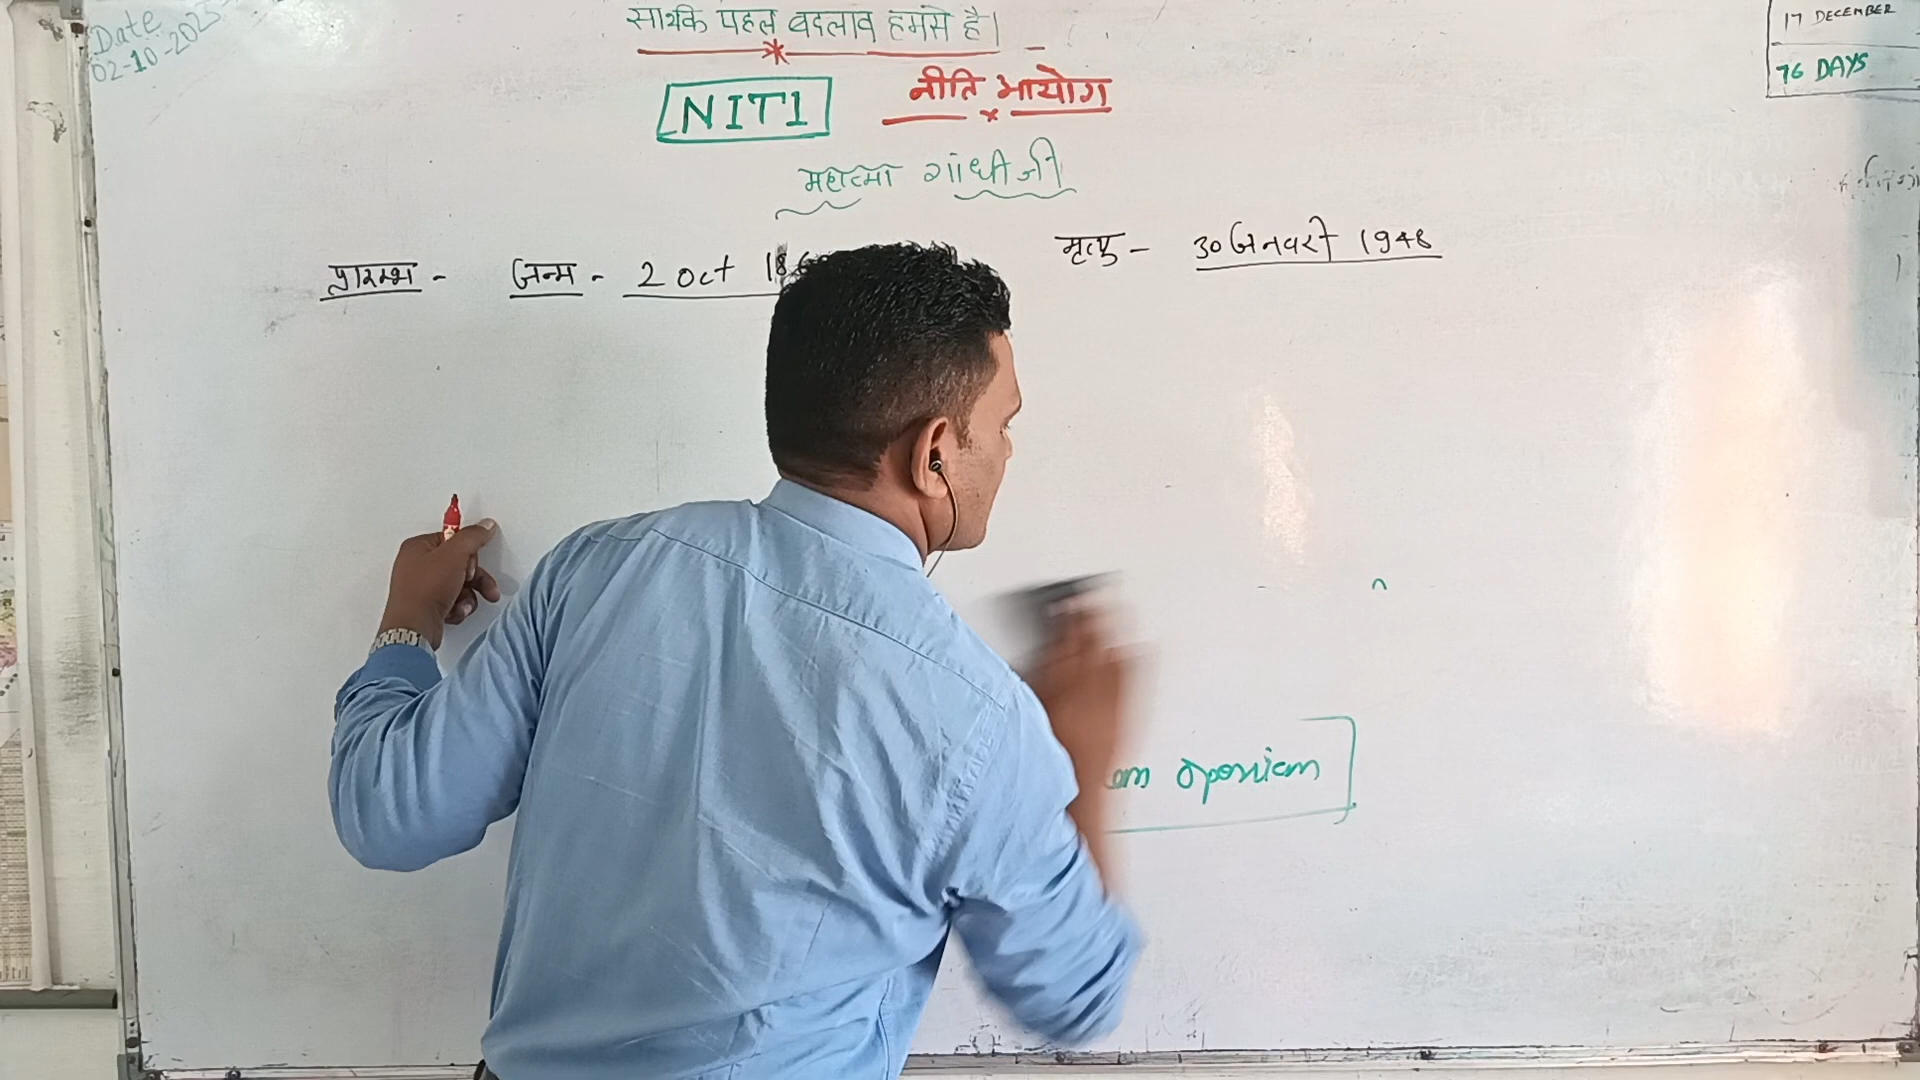 Date
02-10-2025
सार्थक पहल बदलाव हमसे है।
17 DECEMBER
76 DAYS
NITI नीति आयोग
महात्मा गांधी जी
प्रारम्भ - जन्म - 2 Oct 186
मृत्यु - 30 जनवरी 1948